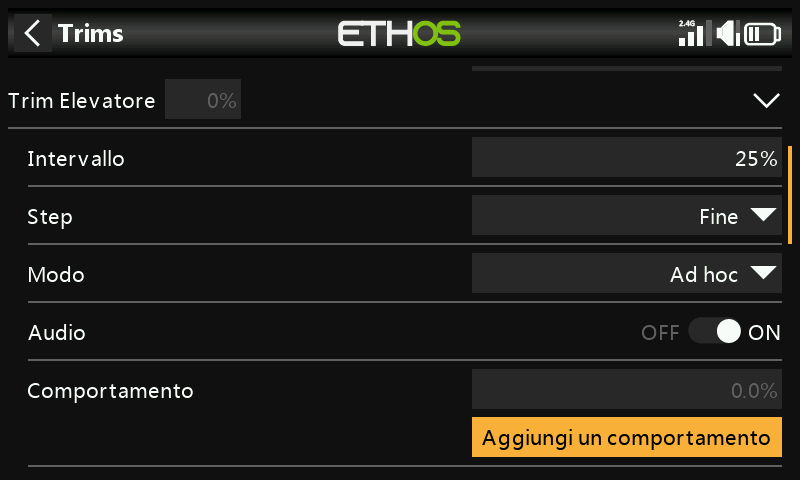 Trims
ETHOS
2.4G
Trim Elevatore 0%
Intervallo 25%
Step Fine
Modo Ad hoc
Audio OFF ON
Comportamento 0.0%
Aggiungi un comportamento